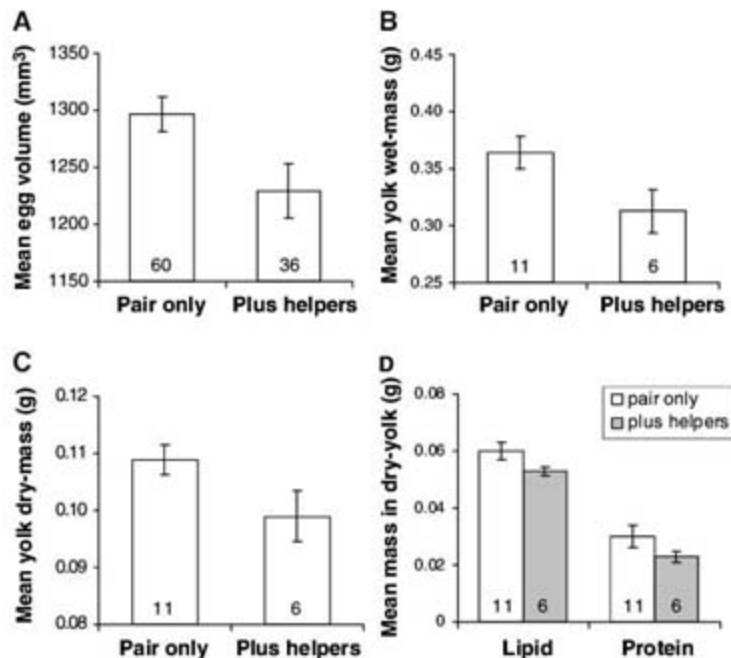 A
Mean egg volume (mm³)
1350
1300
1250
1200
1150
60
36
Pair only
Plus helpers
B
Mean yolk wet-mass (g)
0.45
0.40
0.35
0.30
0.25
11
6
Pair only
Plus helpers
C
Mean yolk dry-mass (g)
0.12
0.11
0.10
0.09
0.08
11
6
Pair only
Plus helpers
D
Mean mass in dry-yolk (g)
0.08
0.06
0.04
0.02
0.00
pair only
plus helpers
11
6
11
6
Lipid
Protein